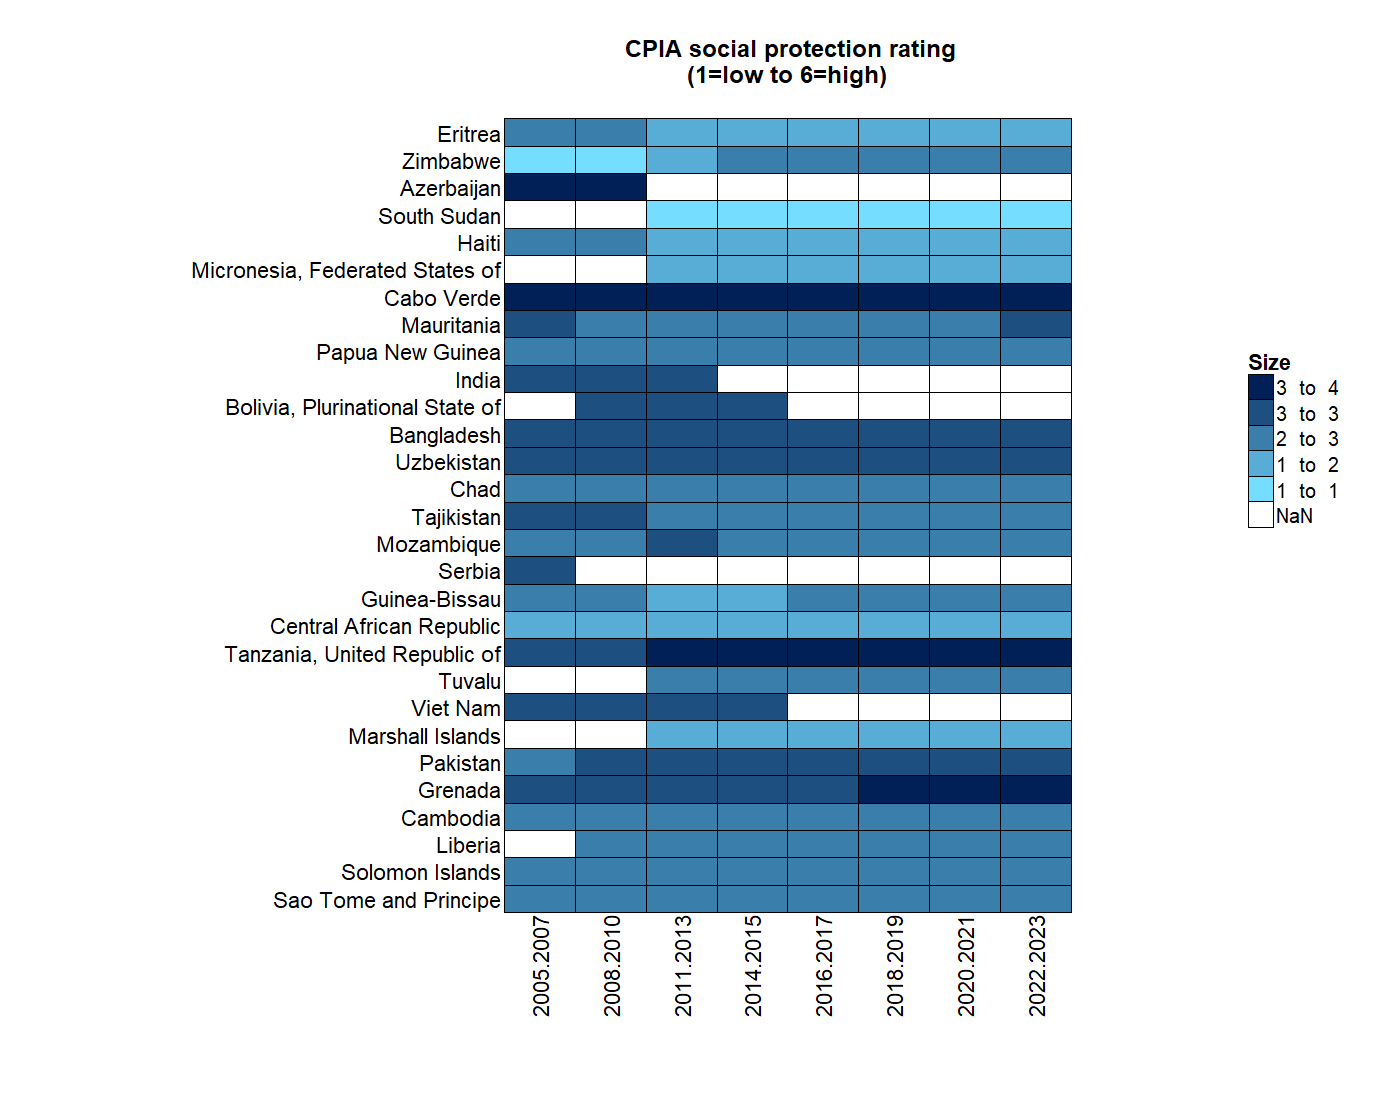 CPIA social protection rating
(1=low to 6=high)
Eritrea
Zimbabwe
Azerbaijan
South Sudan
Haiti
Micronesia, Federated States of
Cabo Verde
Mauritania
Papua New Guinea
India
Bolivia, Plurinational State of
Bangladesh
Uzbekistan
Chad
Tajikistan
Mozambique
Serbia
Guinea-Bissau
Central African Republic
Tanzania, United Republic of
Tuvalu
Viet Nam
Marshall Islands
Pakistan
Grenada
Cambodia
Liberia
Solomon Islands
Sao Tome and Principe
2005.2007
2008.2010
2011.2013
2014.2015
2016.2017
2018.2019
2020.2021
2022.2023
Size
3 to 4
3 to 3
2 to 3
1 to 2
1 to 1
NaN